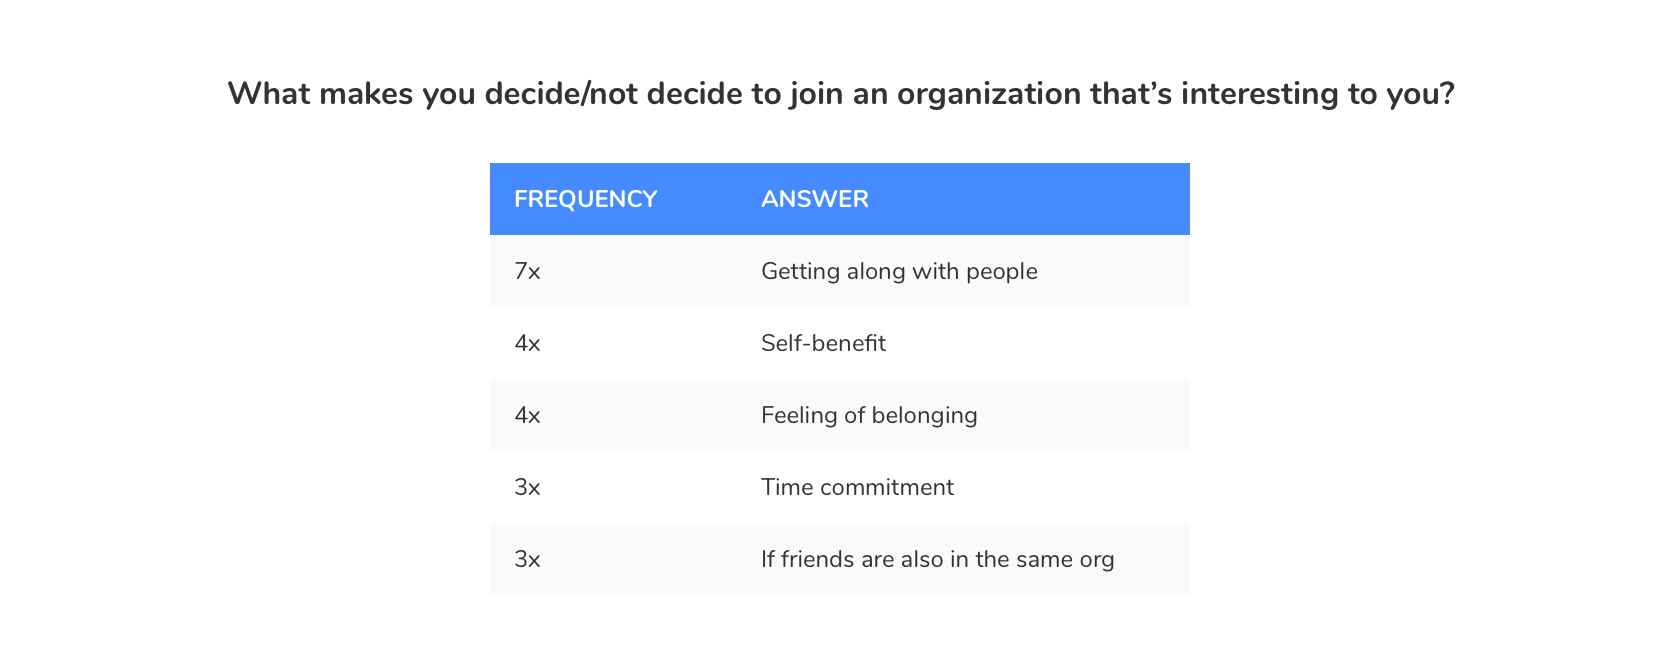 What makes you decide/not decide to join an organization that’s interesting to you?
FREQUENCY ANSWER
7x Getting along with people
4x Self-benefit
4x Feeling of belonging
3x Time commitment
3x If friends are also in the same org